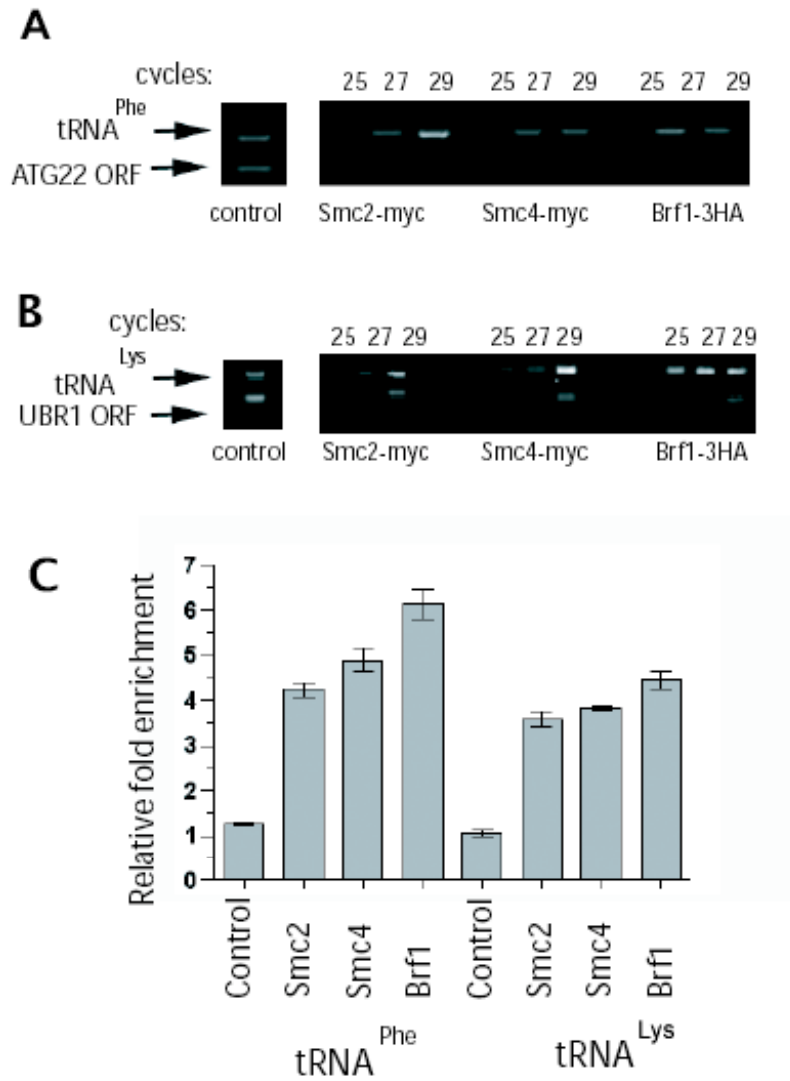 A
cycles:
25 27 29 25 27 29 25 27 29
tRNA Phe
ATG22 ORF
control Smc2-myc Smc4-myc Brf1-3HA
B
cycles:
25 27 29 25 27 29 25 27 29
tRNA Lys
UBR1 ORF
control Smc2-myc Smc4-myc Brf1-3HA
C
Relative fold enrichment
7
6
5
4
3
2
1
0
Control Smc2 Smc4 Brf1 Control Smc2 Smc4 Brf1
tRNA Phe tRNA Lys